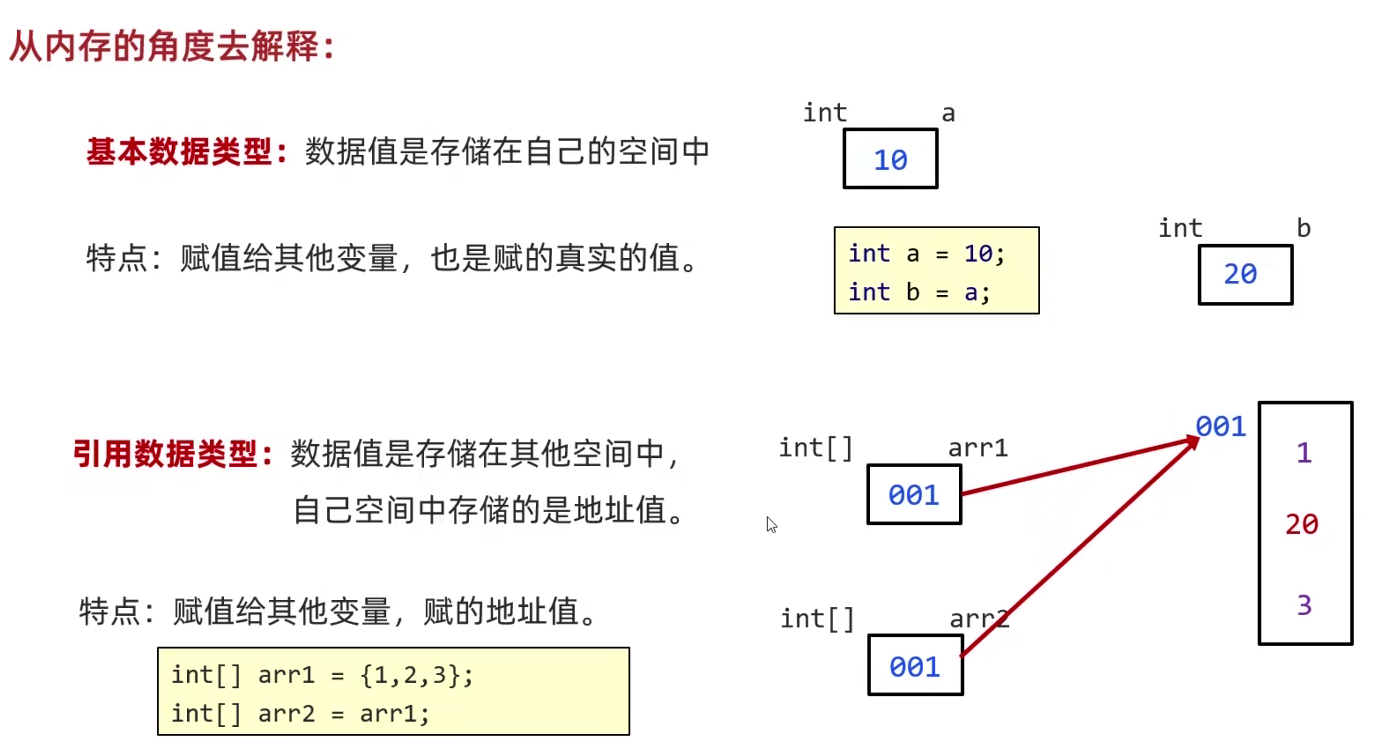 从内存的角度去解释：
基本数据类型：数据值是存储在自己的空间中
特点：赋值给其他变量，也是赋的真实的值。
int a
10
int a = 10;
int b = a;
int b
20
引用数据类型：数据值是存储在其他空间中，
自己空间中存储的是地址值。
特点：赋值给其他变量，赋的地址值。
int[] arr1 = {1,2,3};
int[] arr2 = arr1;
int[] arr1
001
int[] arr2
001
001
1
20
3